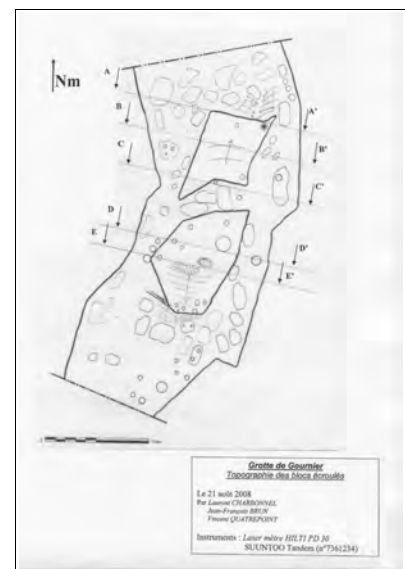 Nm
A
B
C
D
E
A'
B'
C'
D'
E'
Grotte de Gournier
Topographie des blocs écroulés
Le 21 août 2008
Par Laurent CHARBONNEL
Jean-François BRUN
Vincent QUATREPOINT
Instruments : Laser mètre HILTI PD 30
SUUNTOO Tandem (n°7361234)